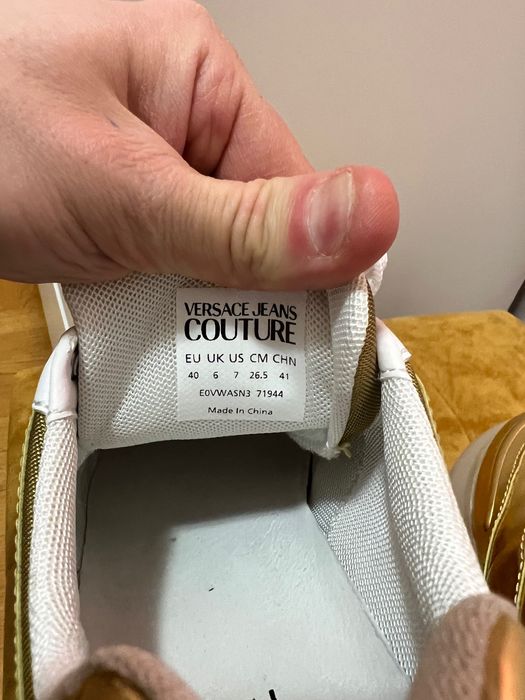 VERSACE JEANS
COUTURE
EU UK US CM CHN
40 6 7 26.5 41
E0VWASN3 71944
Made in China